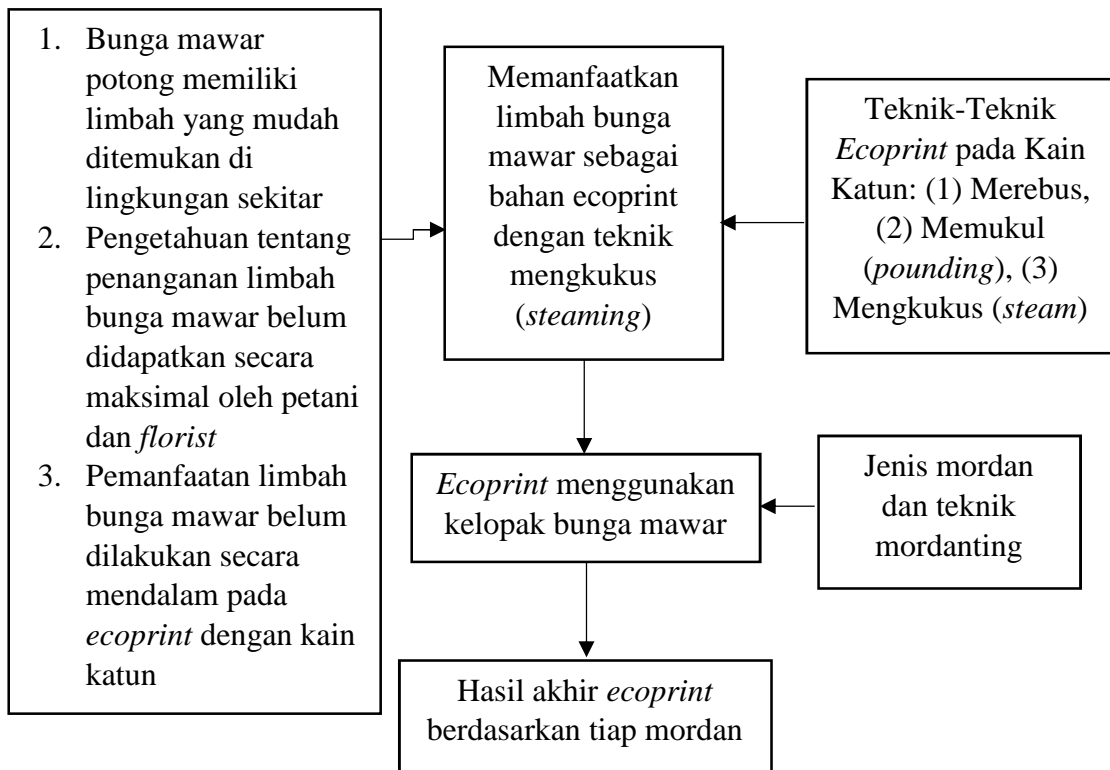 1. Bunga mawar
potong memiliki
limbah yang mudah
ditemukan di
lingkungan sekitar
2. Pengetahuan tentang
penanganan limbah
bunga mawar belum
didapatkan secara
maksimal oleh petani
dan florist
3. Pemanfaatan limbah
bunga mawar belum
dilakukan secara
mendalam pada
ecoprint dengan kain
katun
Memanfaatkan
limbah bunga
mawar sebagai
bahan ecoprint
dengan teknik
mengkukus
(steaming)
Teknik-Teknik
Ecoprint pada Kain
Katun: (1) Merebus,
(2) Memukul
(pounding), (3)
Mengkukus (steam)
Ecoprint menggunakan
kelopak bunga mawar
Jenis mordan
dan teknik
mordanting
Hasil akhir ecoprint
berdasarkan tiap mordan